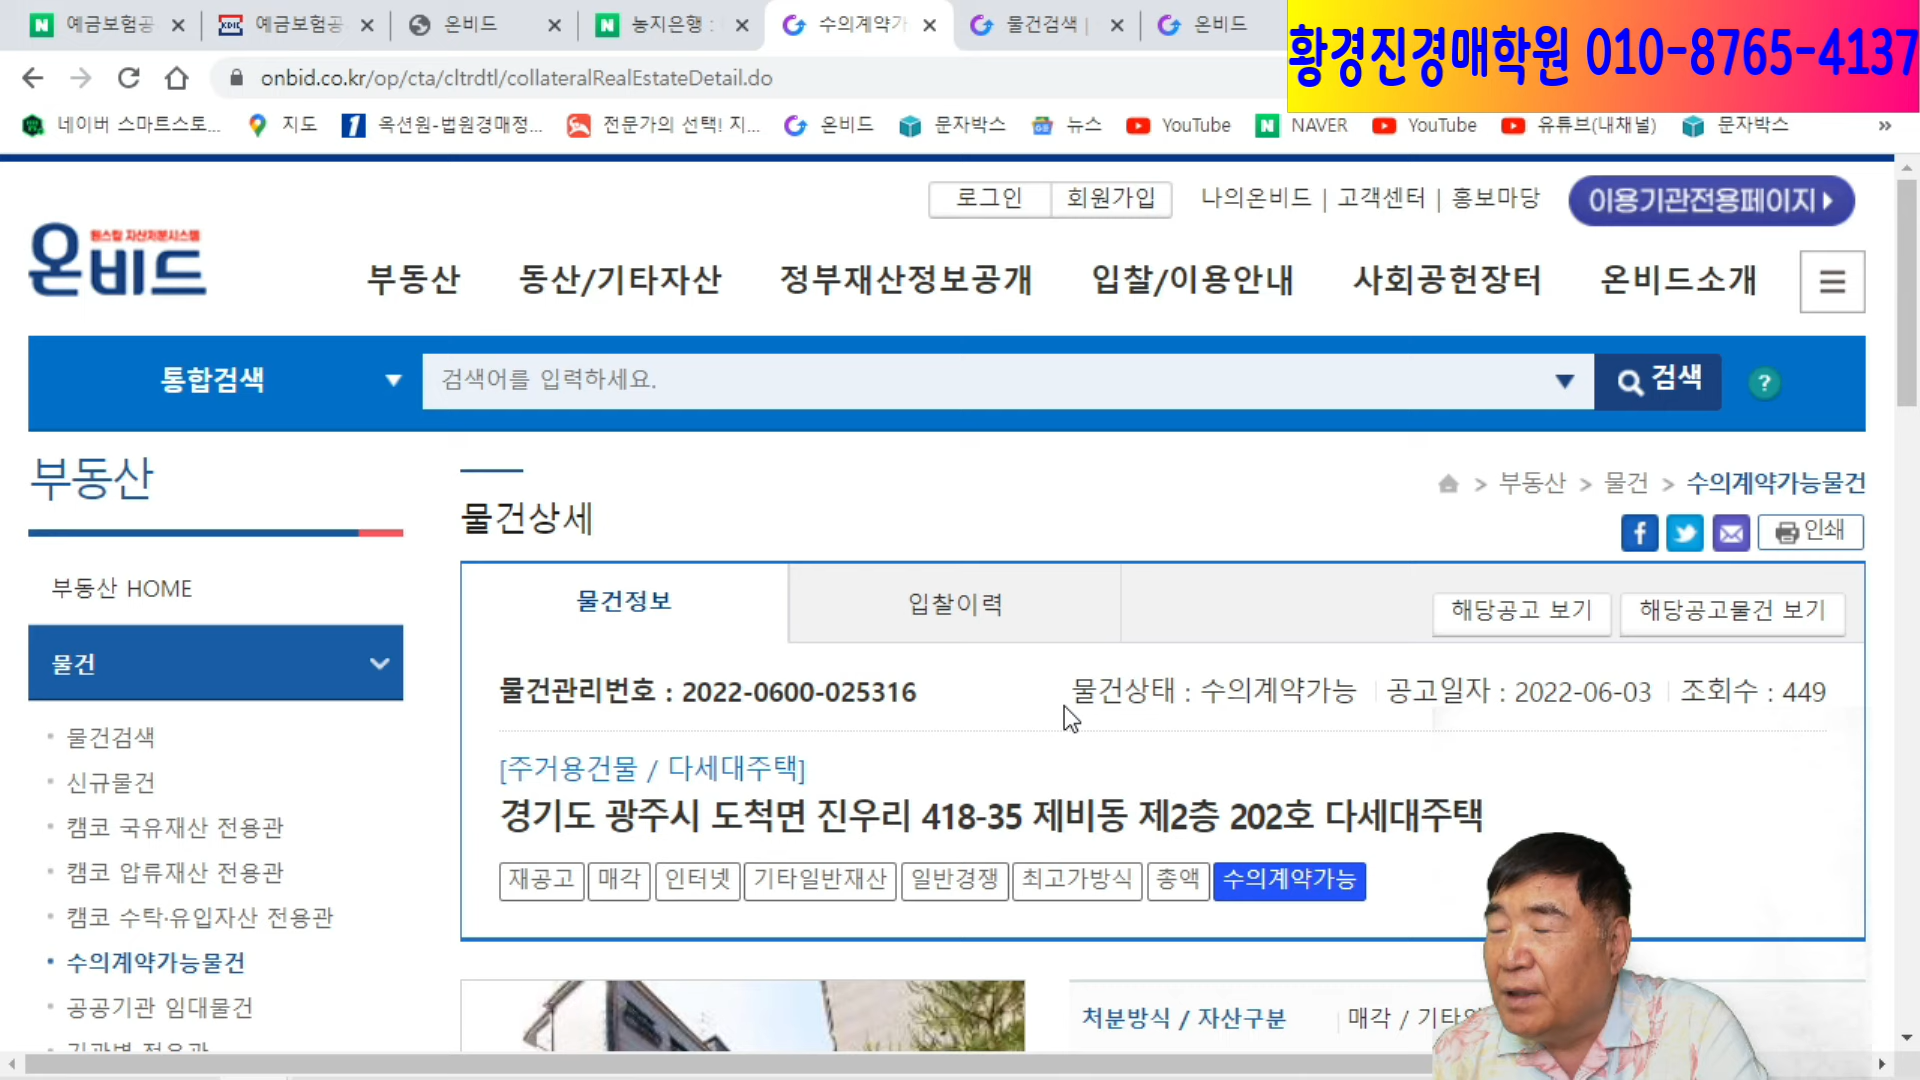 예금보험공
예금보험공
온비드
농지은행 :
수의계약가
물건검색 |
온비드
황경진경매학원 010-8765-4137
onbid.co.kr/op/cta/cltrdtl/collateralRealEstateDetail.do
네이버 스마트스토...
지도
옥션원-법원경매정...
전문가의 선택! 지...
온비드
문자박스
뉴스
YouTube
NAVER
YouTube
유튜브(내채널)
문자박스
»
로그인
회원가입
나의온비드 | 고객센터 | 홍보마당
이용기관전용페이지
원스톱 자산처분시스템
온비드
부동산
동산/기타자산
정부재산정보공개
입찰/이용안내
사회공헌장터
온비드소개
통합검색
검색어를 입력하세요.
검색
?
부동산
> 부동산 > 물건 > 수의계약가능물건
물건상세
인쇄
부동산 HOME
물건정보
입찰이력
해당공고 보기
해당공고물건 보기
물건
물건관리번호 : 2022-0600-025316
물건상태 : 수의계약가능
공고일자 : 2022-06-03
조회수 : 449
물건검색
신규물건
캠코 국유재산 전용관
캠코 압류재산 전용관
캠코 수탁·유입자산 전용관
수의계약가능물건
공공기관 임대물건
기관별 전용관
[주거용건물 / 다세대주택]
경기도 광주시 도척면 진우리 418-35 제비동 제2층 202호 다세대주택
재공고
매각
인터넷
기타일반재산
일반경쟁
최고가방식
총액
수의계약가능
처분방식 / 자산구분
매각 / 기타